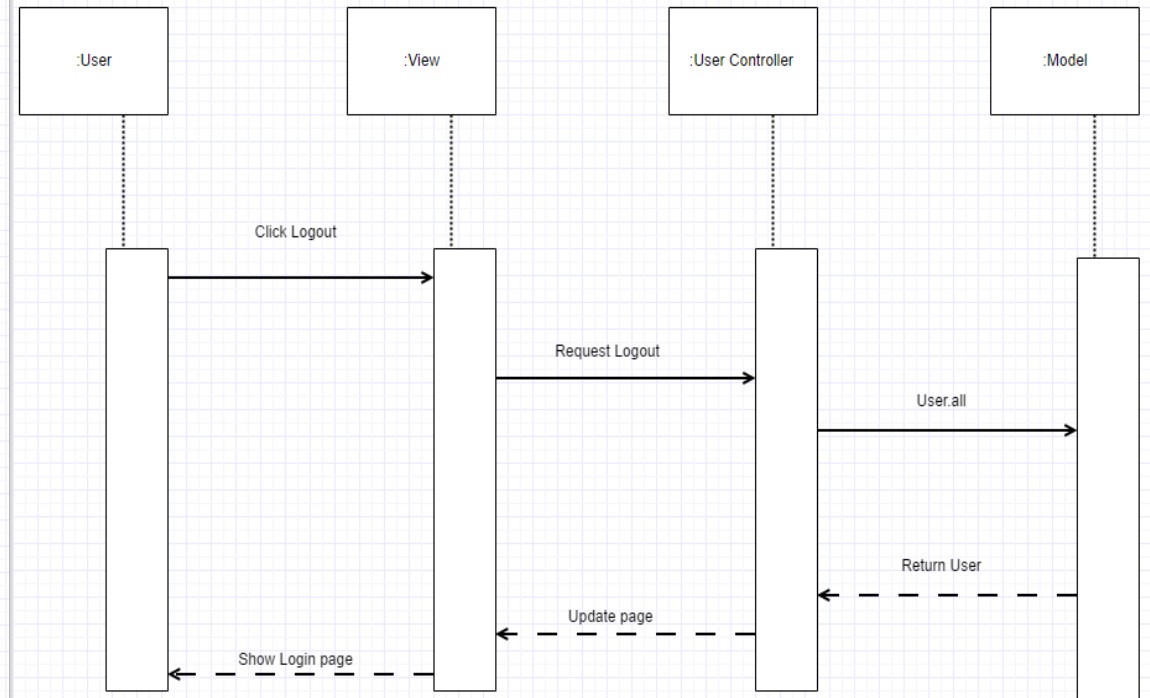 :User
:View
:User Controller
:Model
Click Logout
Request Logout
User.all
Return User
Update page
Show Login page